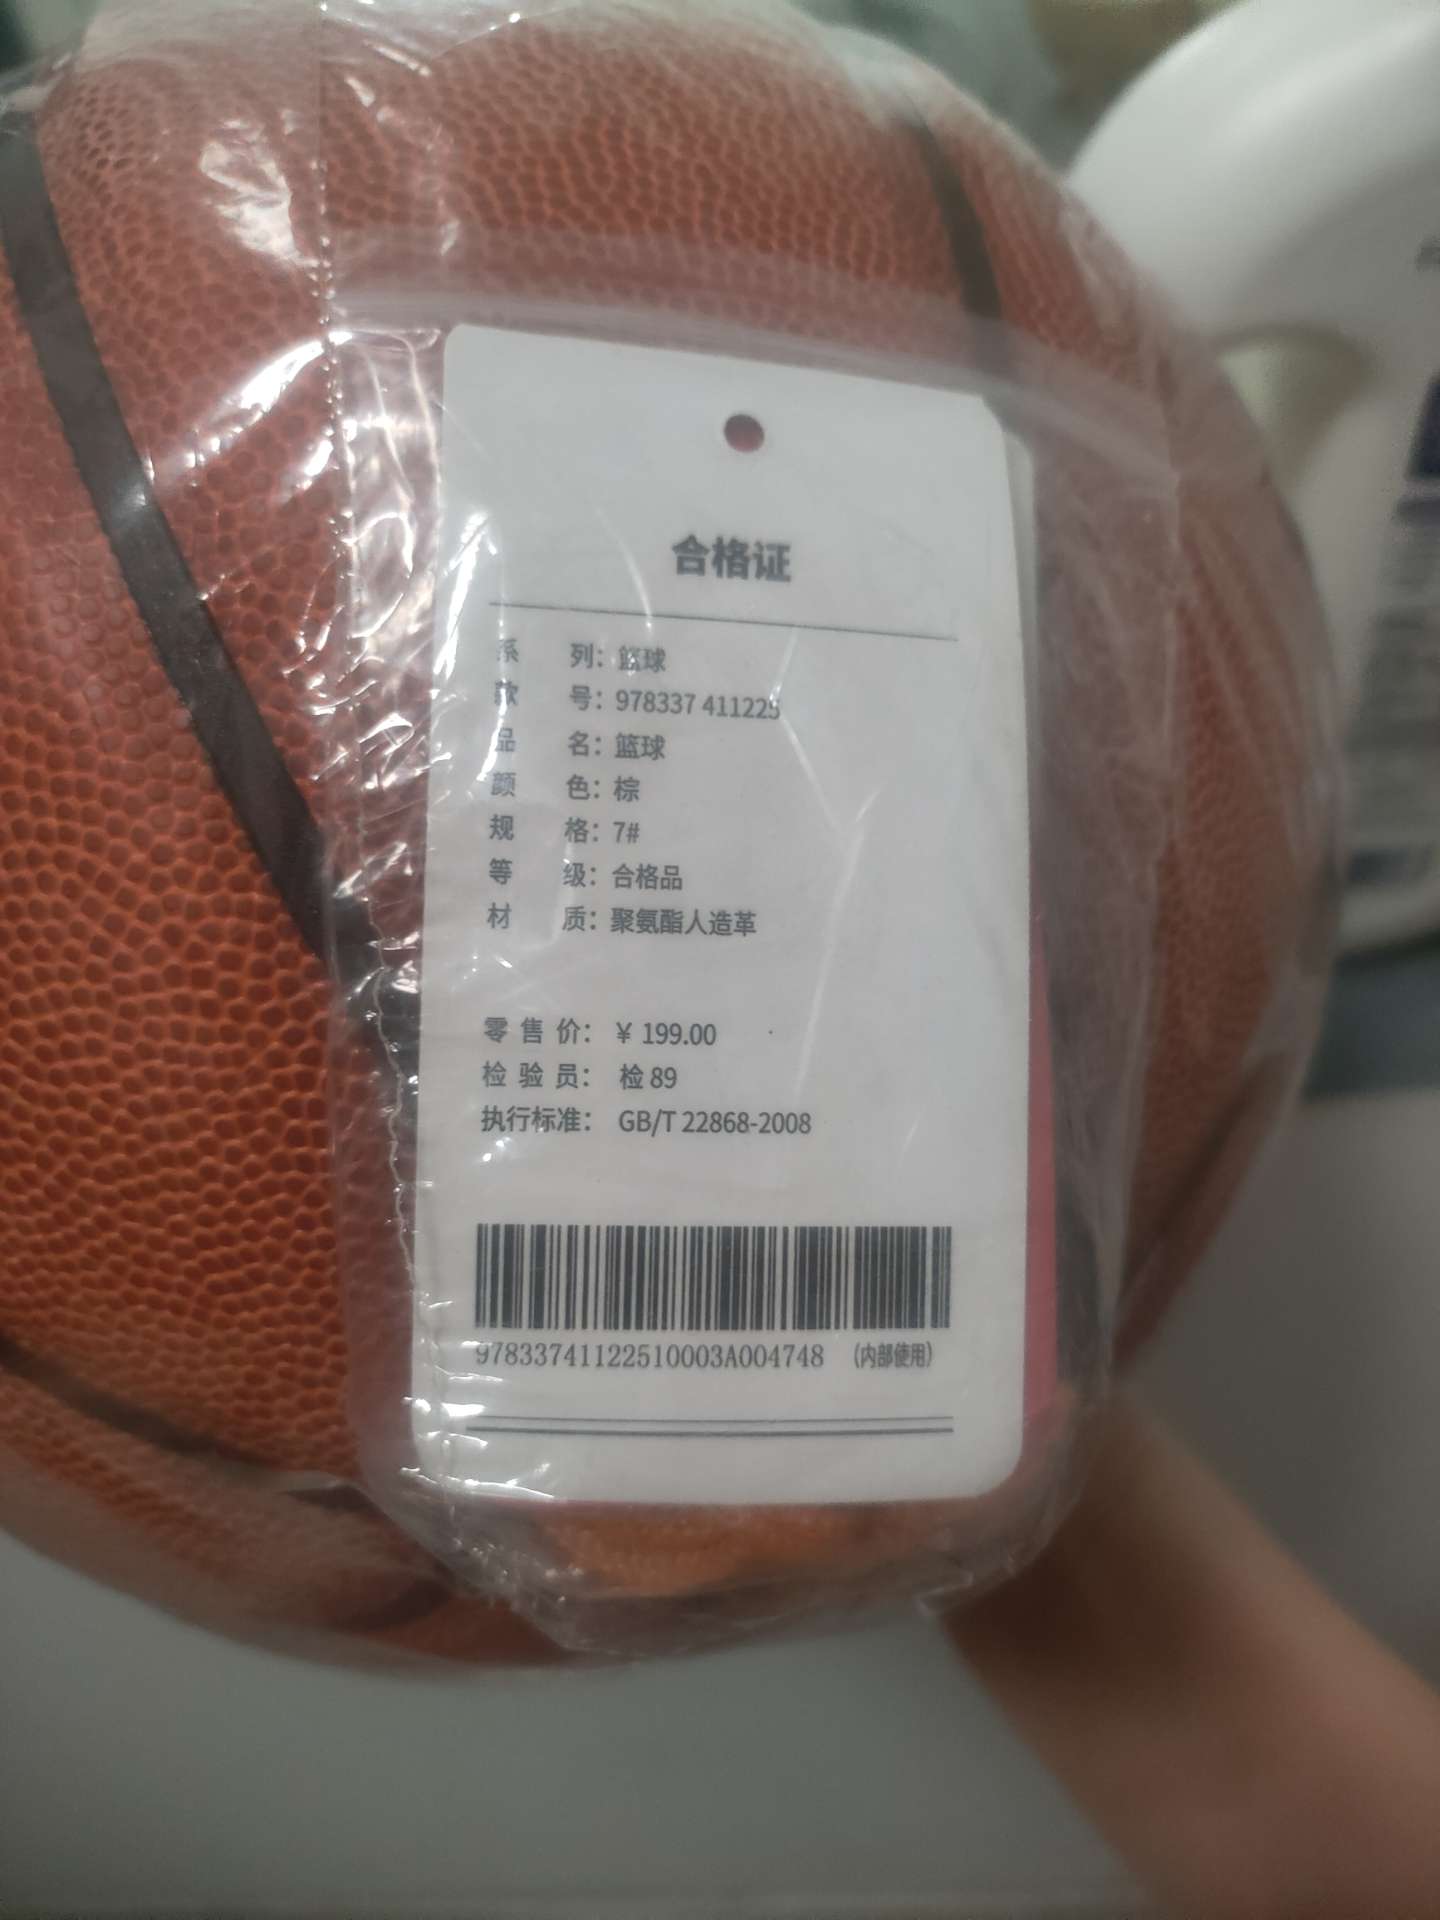 合格证
系 列：篮球
款 号：978337 411225
品 名：篮球
颜 色：棕
规 格：7#
等 级：合格品
材 质：聚氨酯人造革
零售价：￥ 199.00
检验员： 检 89
执行标准： GB/T 22868-2008
97833741122510003A004748 （内部使用）